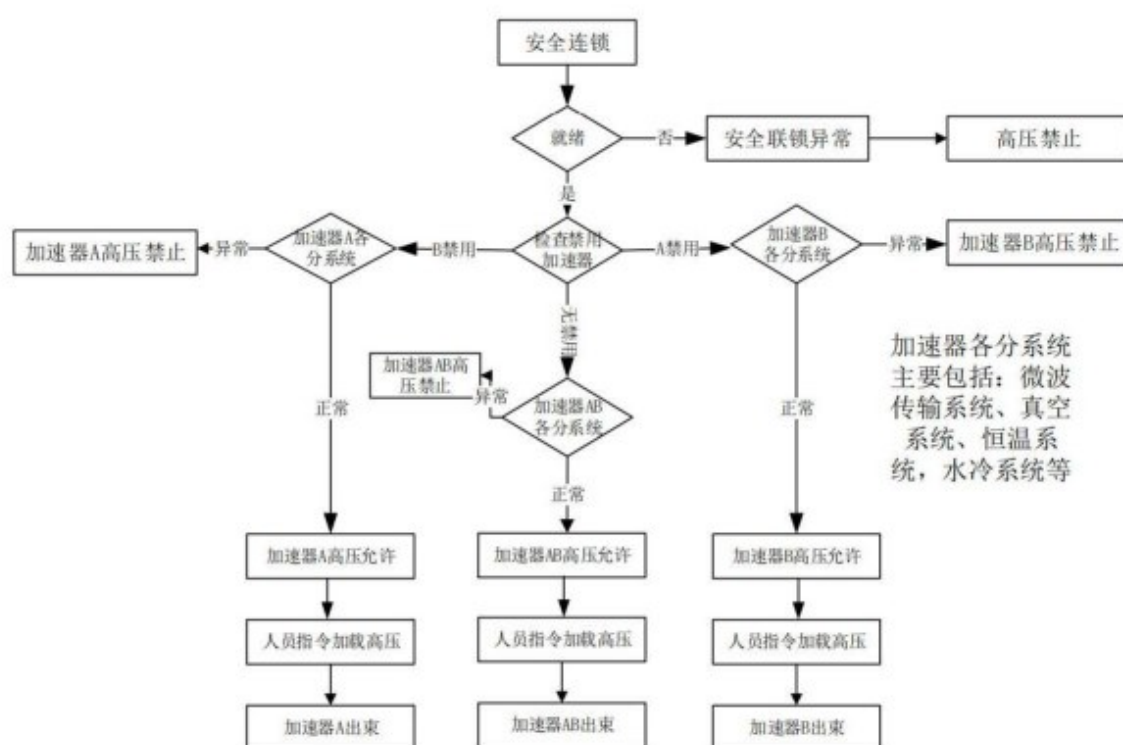 安全连锁
就绪
否
安全联锁异常
高压禁止
是
加速器A高压禁止
异常
加速器A各
分系统
B禁用
检查禁用
加速器
A禁用
加速器B
各分系统
异常
加速器B高压禁止
无禁用
加速器AB高
压禁止
异常
加速器AB
各分系统
正常
正常
正常
加速器各分系统
主要包括：微波
传输系统、真空
系统、恒温系
统，水冷系统等
加速器A高压允许
加速器AB高压允许
加速器B高压允许
人员指令加载高压
人员指令加载高压
人员指令加载高压
加速器A出束
加速器AB出束
加速器B出束